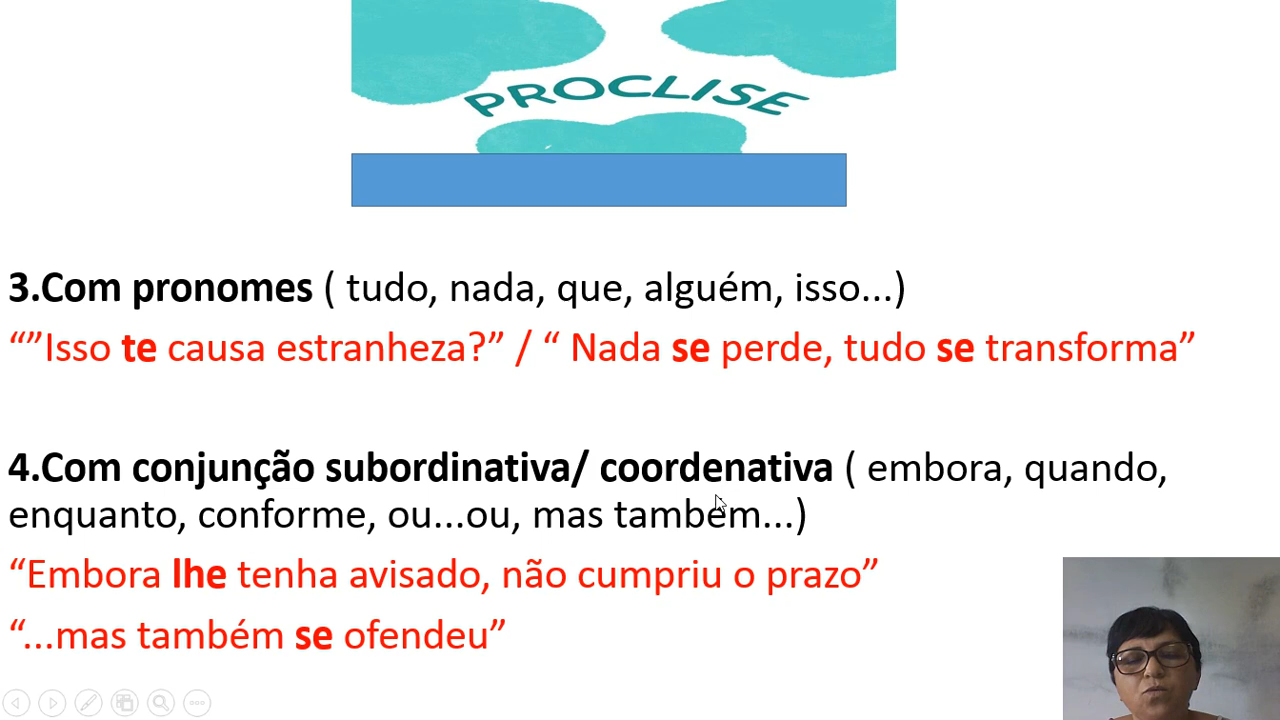 PROCLISE
3.Com pronomes ( tudo, nada, que, alguém, isso...)
“”Isso te causa estranheza?” / “ Nada se perde, tudo se transforma”
4.Com conjunção subordinativa/ coordenativa ( embora, quando,
enquanto, conforme, ou...ou, mas também...)
“Embora lhe tenha avisado, não cumpriu o prazo”
“...mas também se ofendeu”